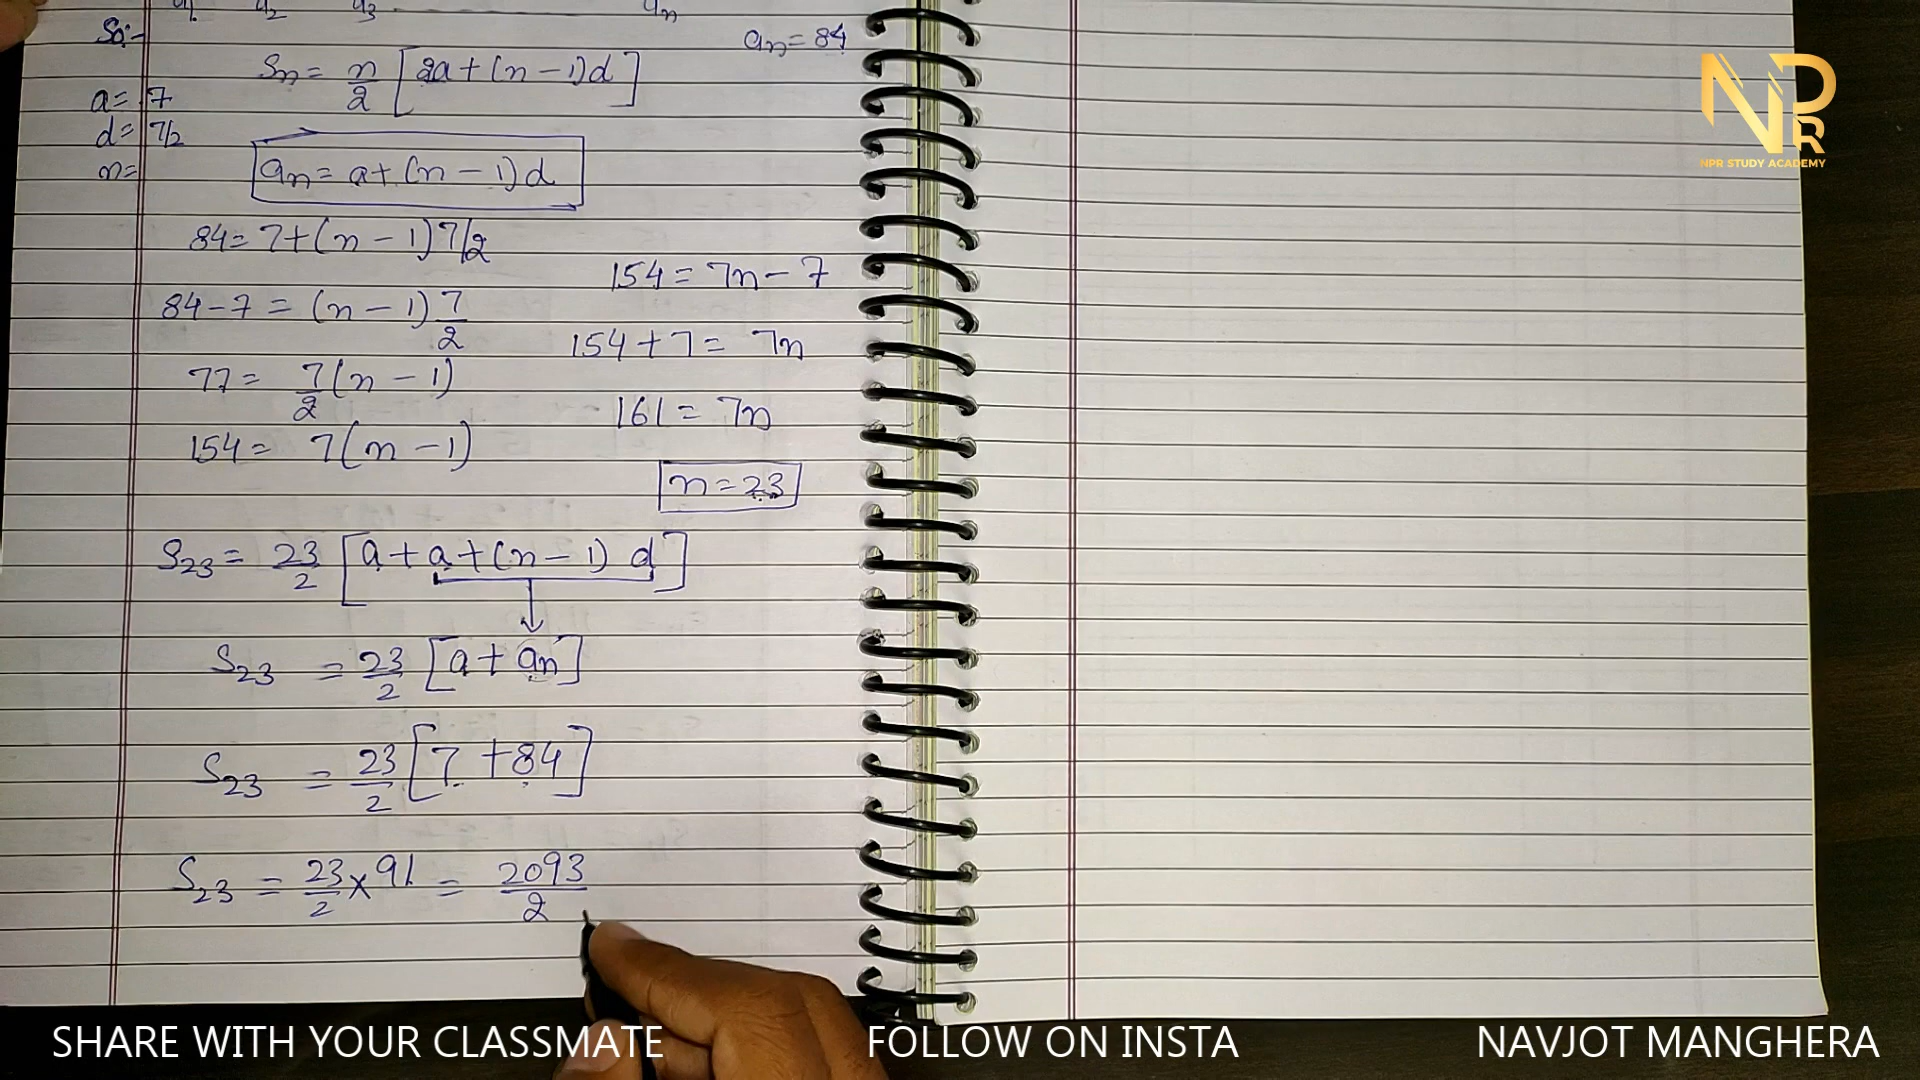 a1 a2 a3 ............ an
So:-
an = 84
Sn = n/2 [2a + (n - 1)d]
a = 7
d = 7/2
n =
an = a + (n - 1)d
84 = 7 + (n - 1) 7/2
84 - 7 = (n - 1) 7/2
77 = 7/2 (n - 1)
154 = 7(n - 1)
154 = 7n - 7
154 + 7 = 7n
161 = 7n
n = 23
S23 = 23/2 [a + a + (n - 1) d]
S23 = 23/2 [a + an]
S23 = 23/2 [7 + 84]
S23 = 23/2 × 91 = 2093/2
NPR
NPR STUDY ACADEMY
SHARE WITH YOUR CLASSMATE
FOLLOW ON INSTA
NAVJOT MANGHERA